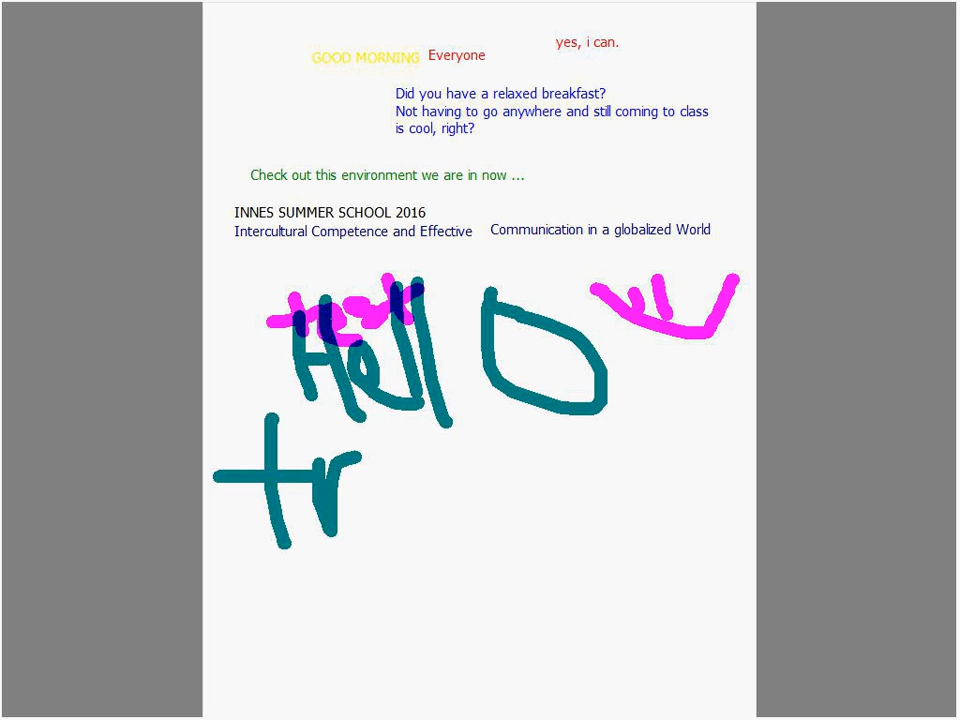 yes, i can.
GOOD MORNING Everyone
Did you have a relaxed breakfast?
Not having to go anywhere and still coming to class
is cool, right?
Check out this environment we are in now ...
INNES SUMMER SCHOOL 2016
Intercultural Competence and Effective Communication in a globalized World
test
Hello
tr